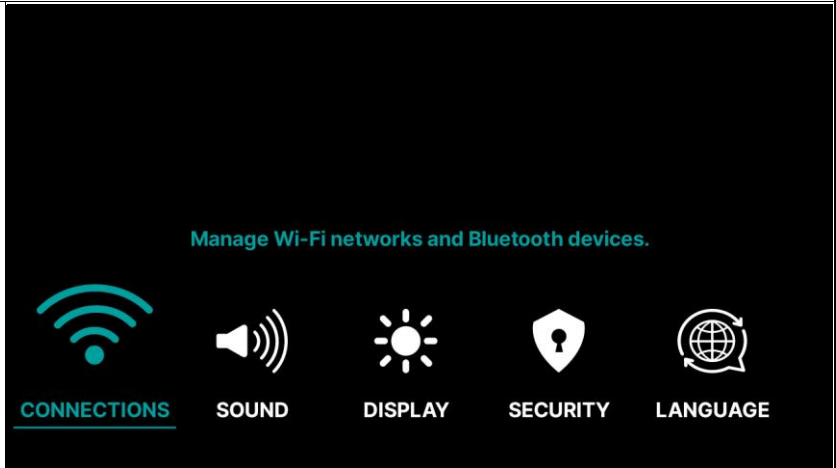 Manage Wi-Fi networks and Bluetooth devices.
CONNECTIONS SOUND DISPLAY SECURITY LANGUAGE